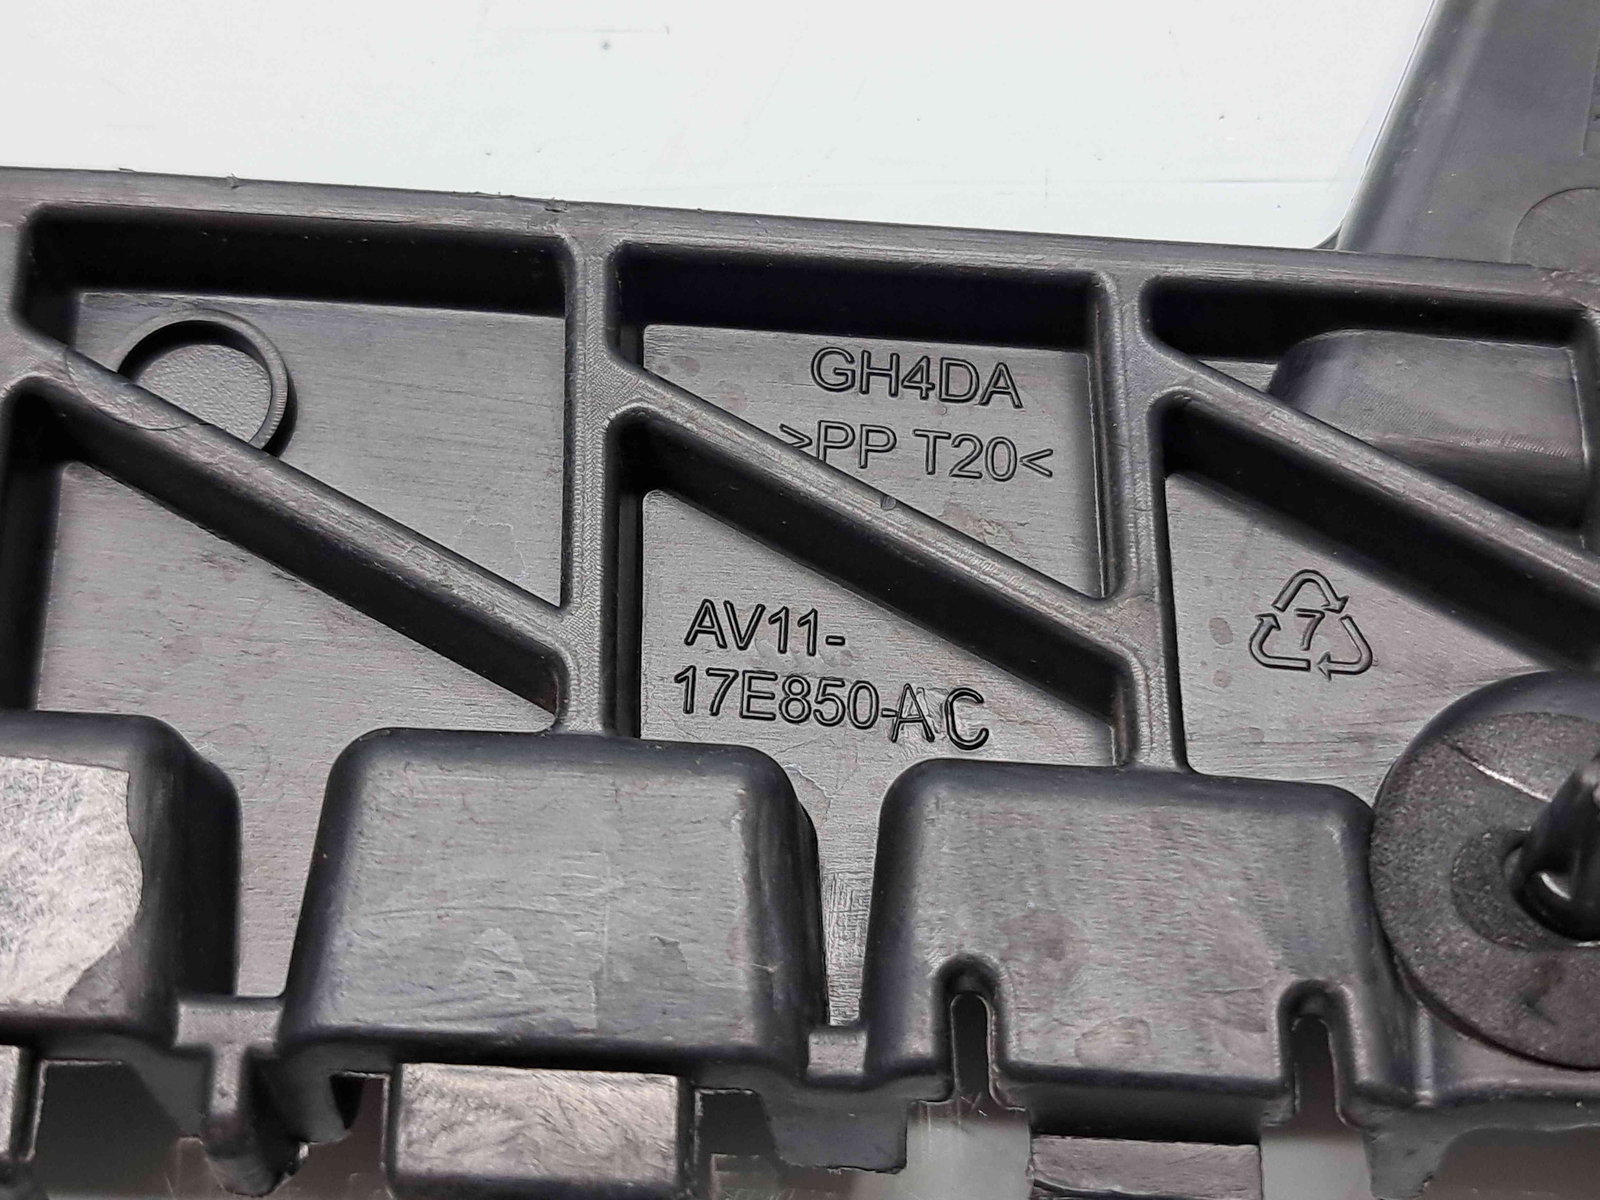 GH4DA
>PP T20<
AV11-
17E850-AC
7